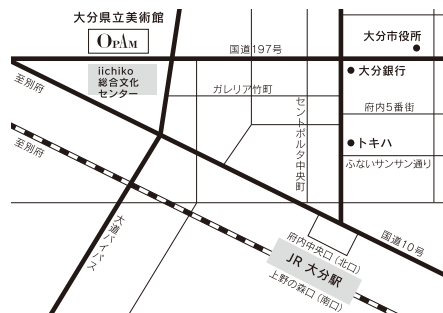 大分県立美術館
OPAM
国道197号
大分市役所
iichiko
総合文化
センター
大分銀行
ガレリア竹町
セントポルタ中央町
府内5番街
トキハ
ふないサンサン通り
至別府
至別府
大道バイパス
府内中央口(北口)
国道10号
JR 大分駅
上野の森口(南口)